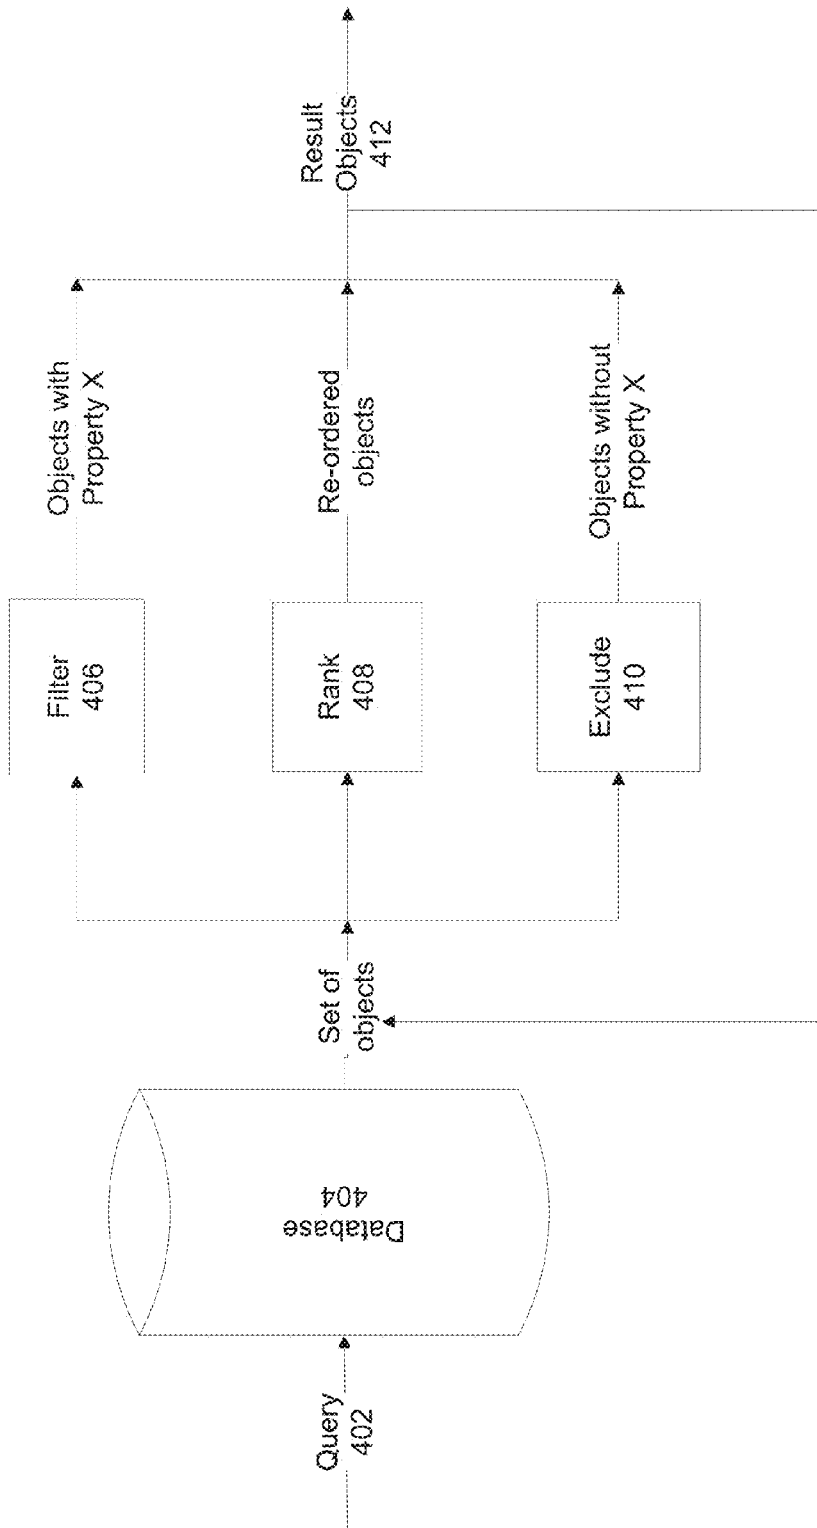 Query
402
Database
404
Set of
objects
Filter
406
Objects with
Property X
Rank
408
Re-ordered
objects
Exclude
410
Objects without
Property X
Result
Objects
412